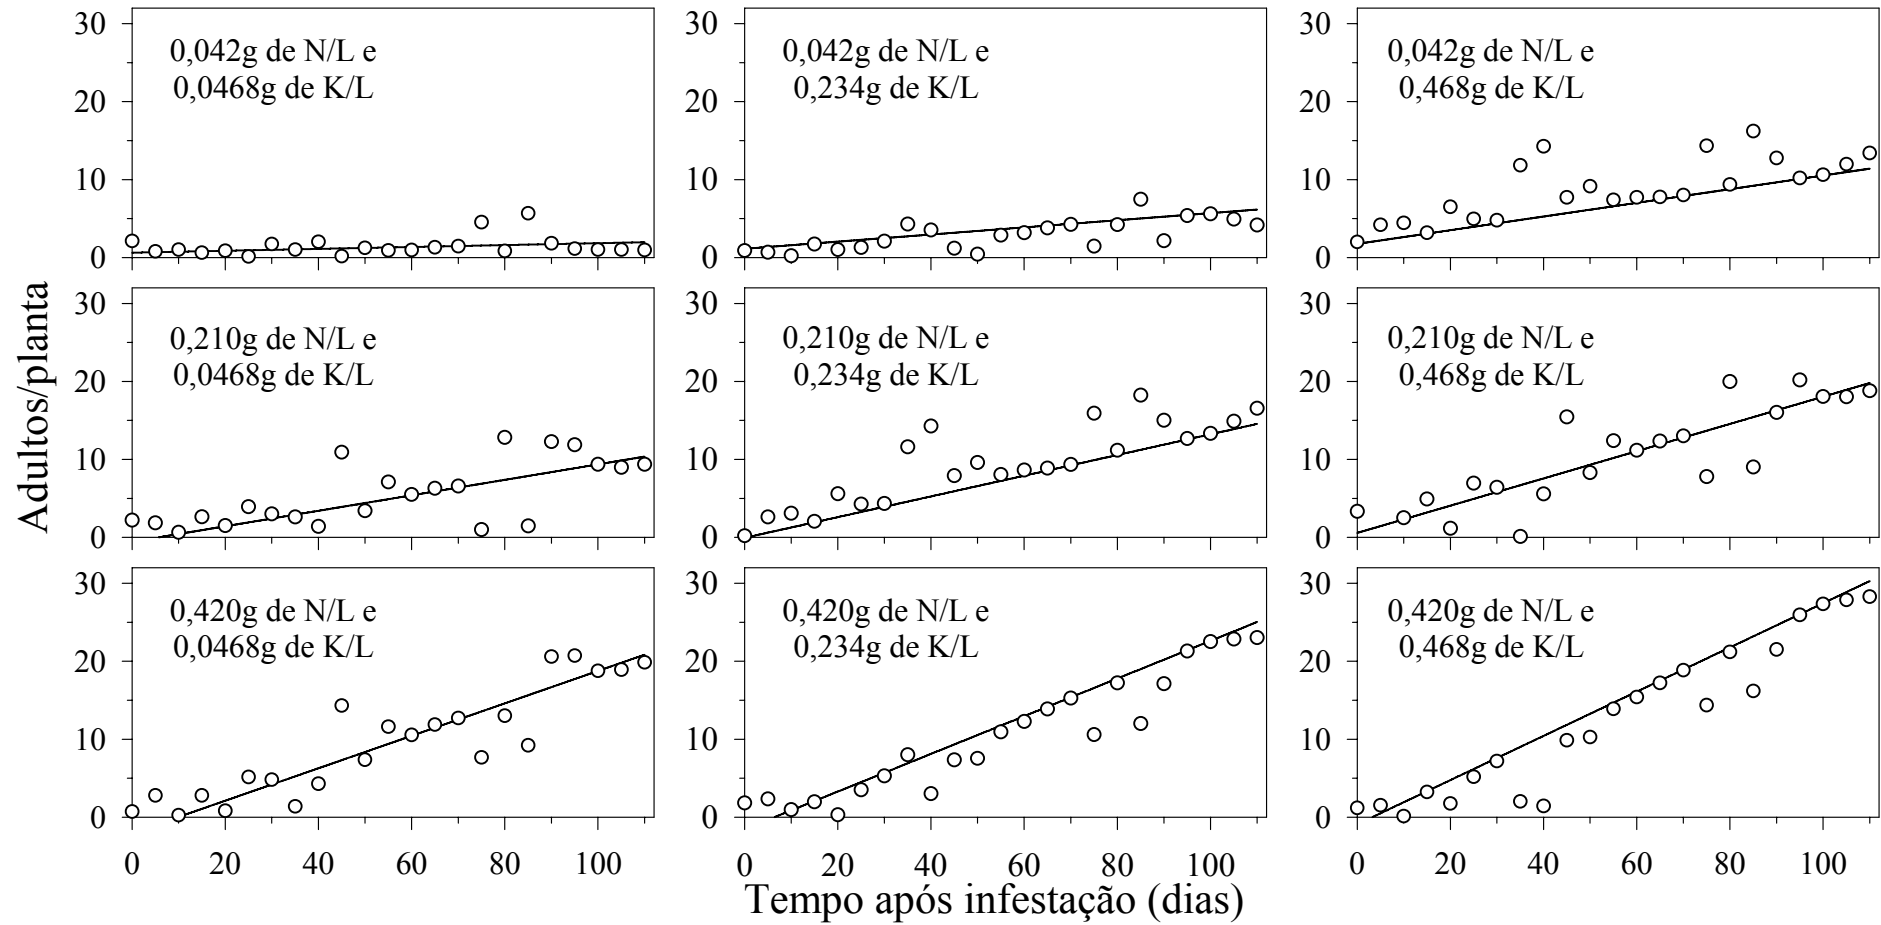 30
20
10
0
0,042g de N/L e
0,0468g de K/L
30
20
10
0
0,042g de N/L e
0,234g de K/L
30
20
10
0
0,042g de N/L e
0,468g de K/L
Adultos/planta
30
20
10
0
0,210g de N/L e
0,0468g de K/L
30
20
10
0
0,210g de N/L e
0,234g de K/L
30
20
10
0
0,210g de N/L e
0,468g de K/L
30
20
10
0
0,420g de N/L e
0,0468g de K/L
30
20
10
0
0,420g de N/L e
0,234g de K/L
30
20
10
0
0,420g de N/L e
0,468g de K/L
0 20 40 60 80 100
0 20 40 60 80 100
0 20 40 60 80 100
Tempo após infestação (dias)